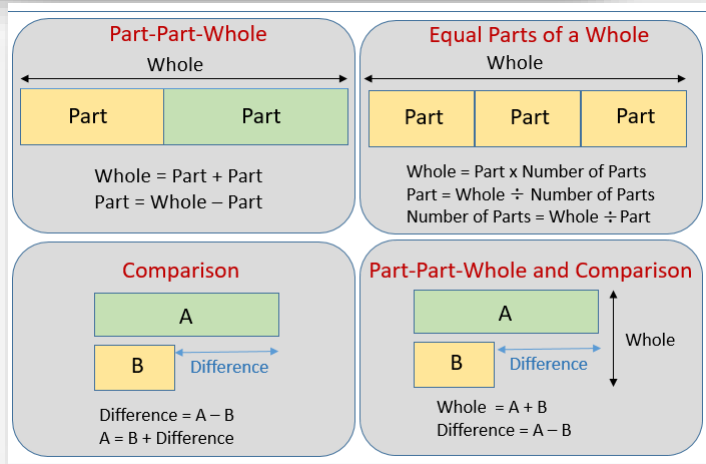 Part-Part-Whole
Whole
Part Part
Whole = Part + Part
Part = Whole – Part
Equal Parts of a Whole
Whole
Part Part Part
Whole = Part x Number of Parts
Part = Whole ÷ Number of Parts
Number of Parts = Whole ÷ Part
Comparison
A
B Difference
Difference = A – B
A = B + Difference
Part-Part-Whole and Comparison
A
Whole
B Difference
Whole = A + B
Difference = A – B